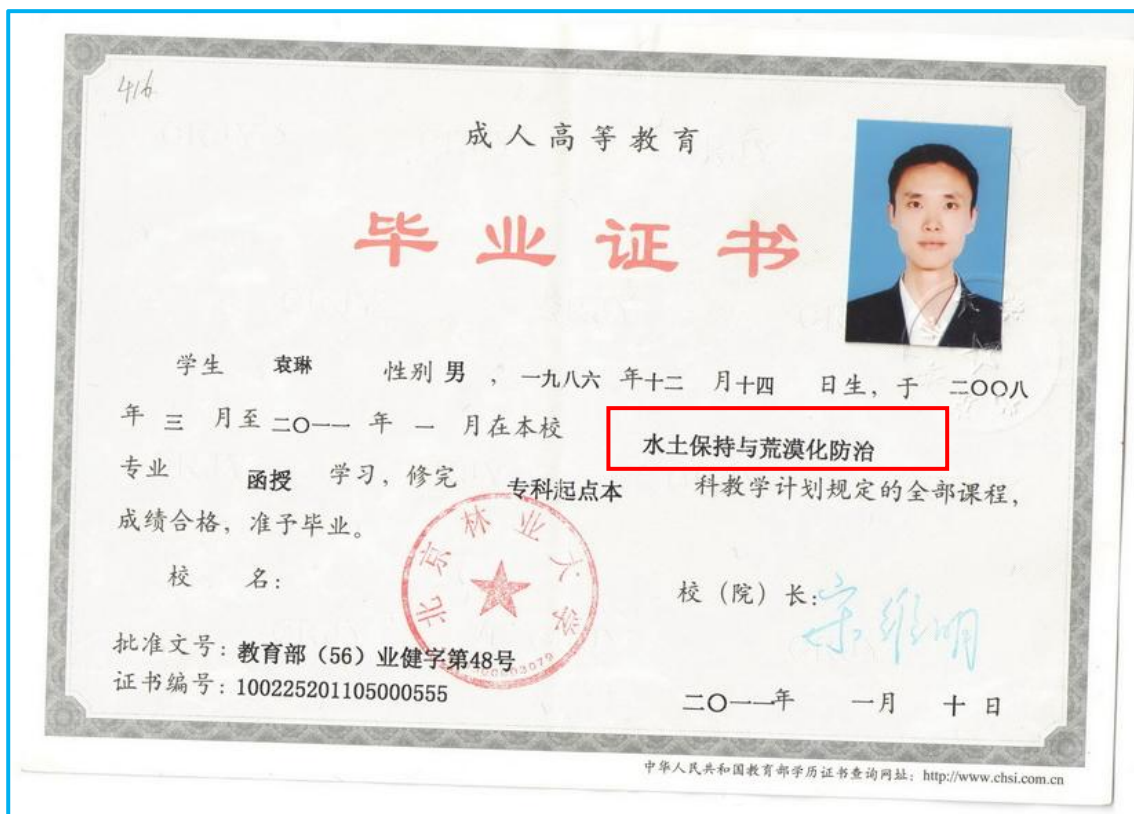 416
成人高等教育
毕业证书
学生 袁琳 性别 男 , 一九八六 年十二 月十四 日生, 于 二〇〇八
年 三 月至 二〇一一 年 一 月在本校 水土保持与荒漠化防治
专业 函授 学习, 修完 专科起点本 科教学计划规定的全部课程,
成绩合格, 准予毕业。
北京林业大学
校 名:
校 (院) 长: 宋维明
批准文号: 教育部 (56) 业健字第48号
证书编号: 100225201105000555
二〇一一年 一月 十 日
中华人民共和国教育部学历证书查询网址: http://www.chsi.com.cn